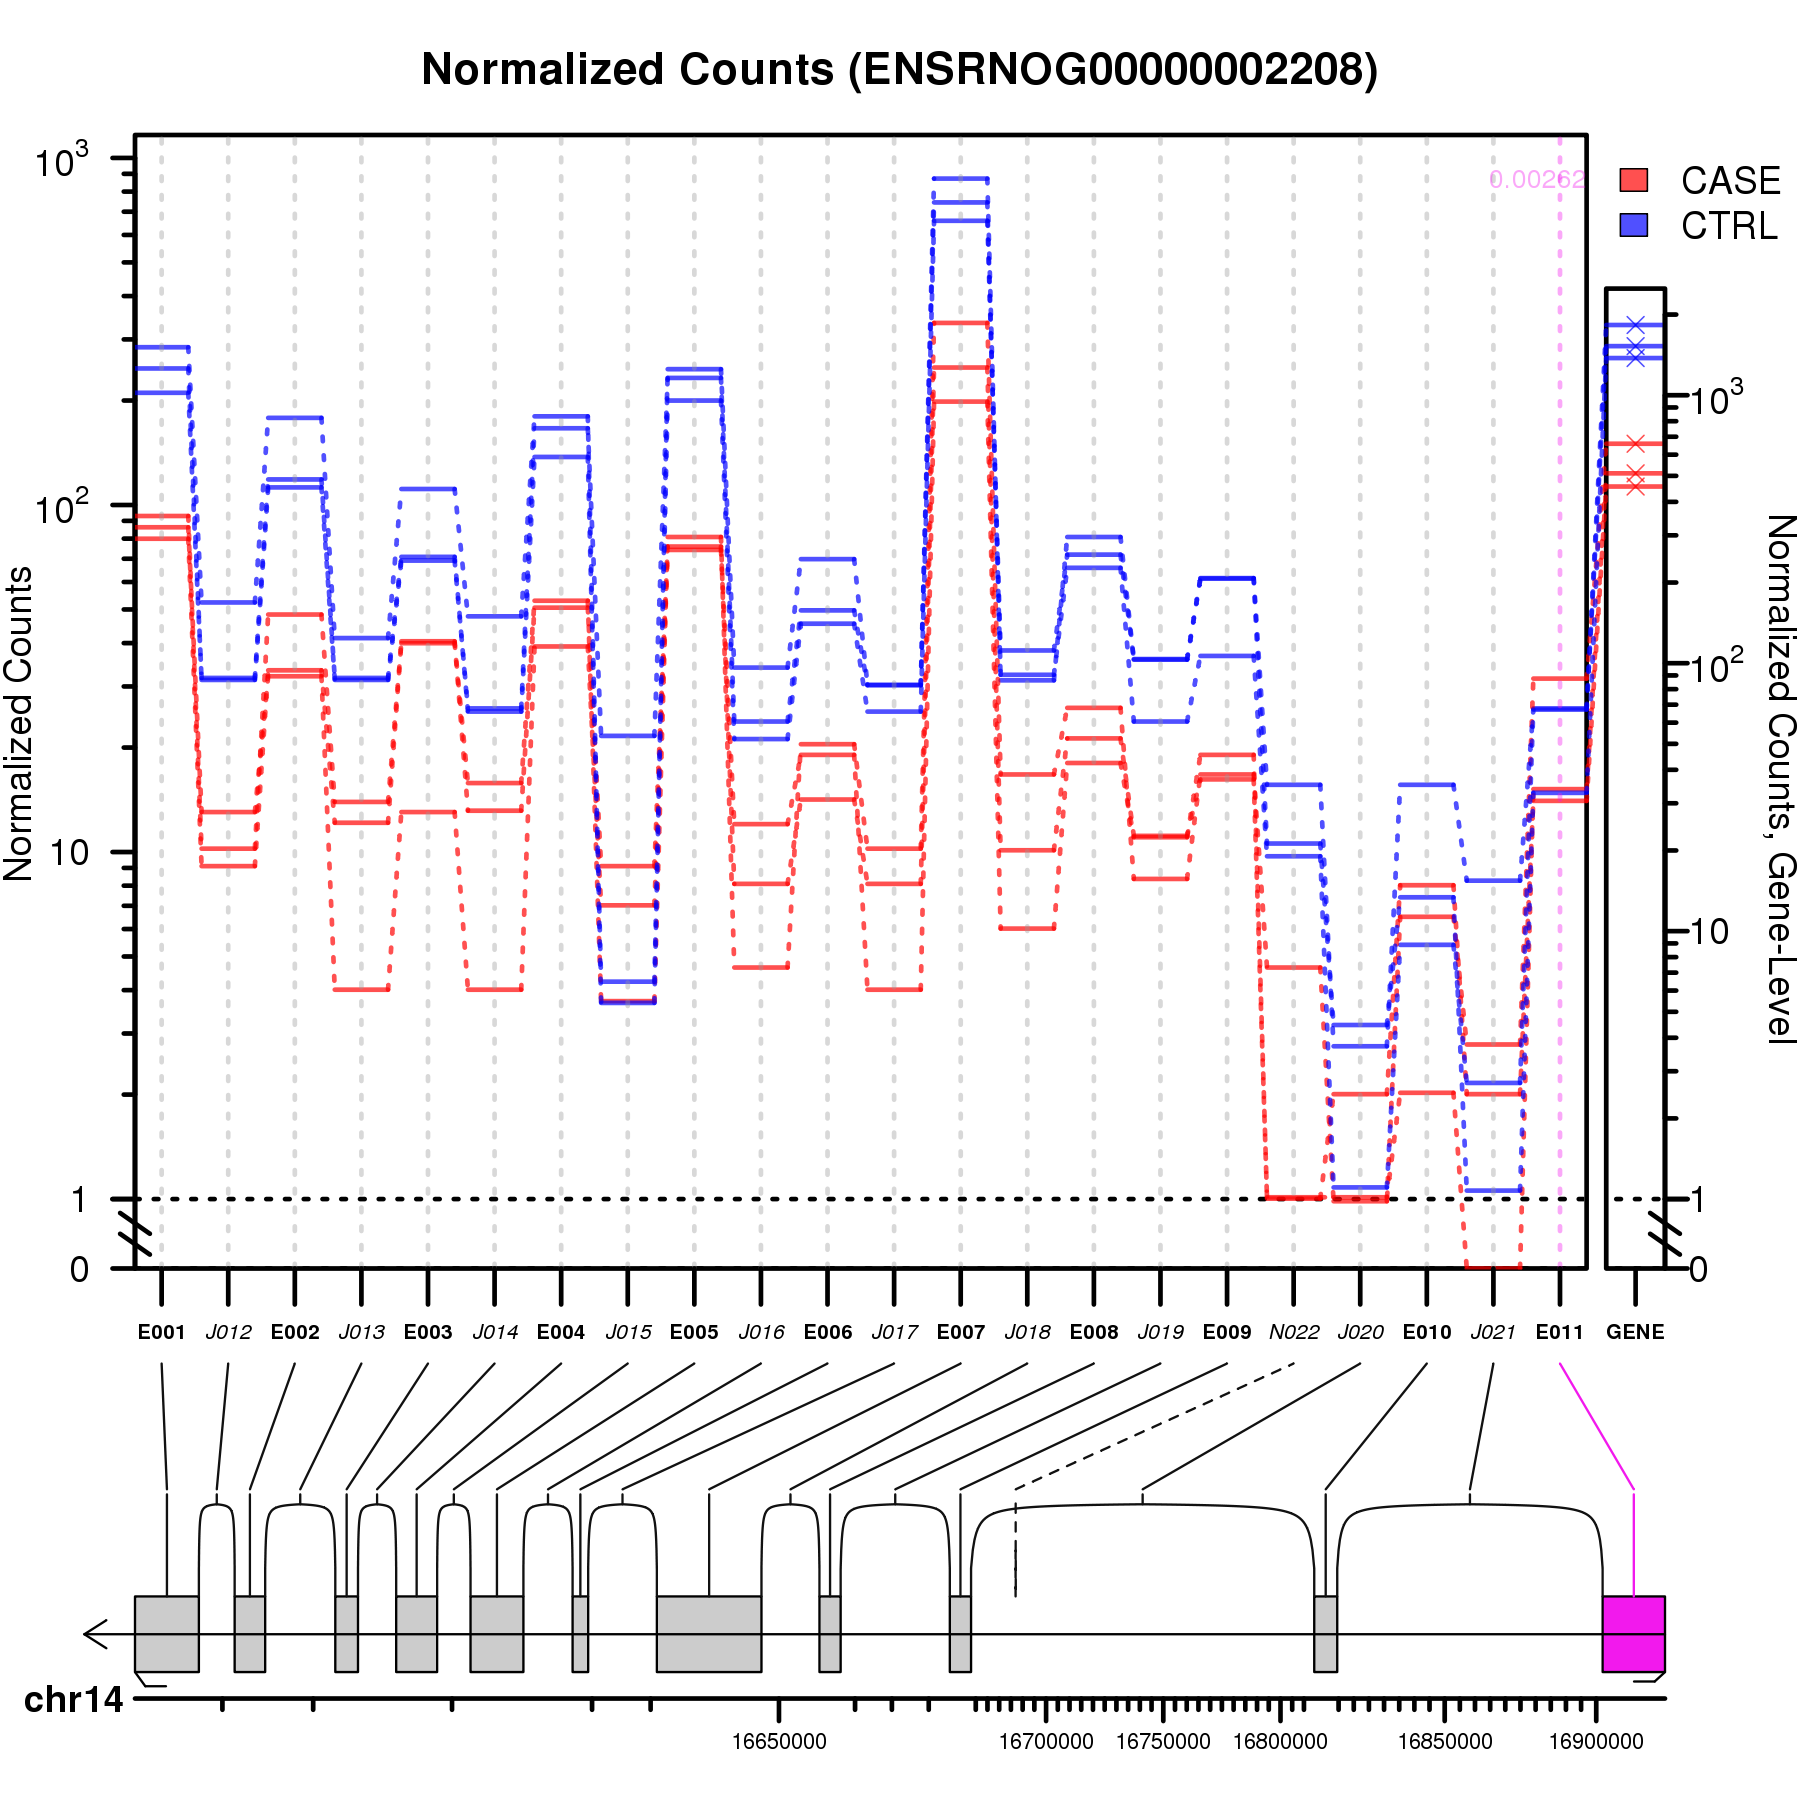 Normalized Counts (ENSRNOG00000002208)
10³
0.00262
CASE
CTRL
10²
10
1
0
Normalized Counts
10³
10²
10
1
0
Normalized Counts, Gene-Level
E001 J012 E002 J013 E003 J014 E004 J015 E005 J016 E006 J017 E007 J018 E008 J019 E009 N022 J020 E010 J021 E011 GENE
chr14
16650000 16700000 16750000 16800000 16850000 16900000